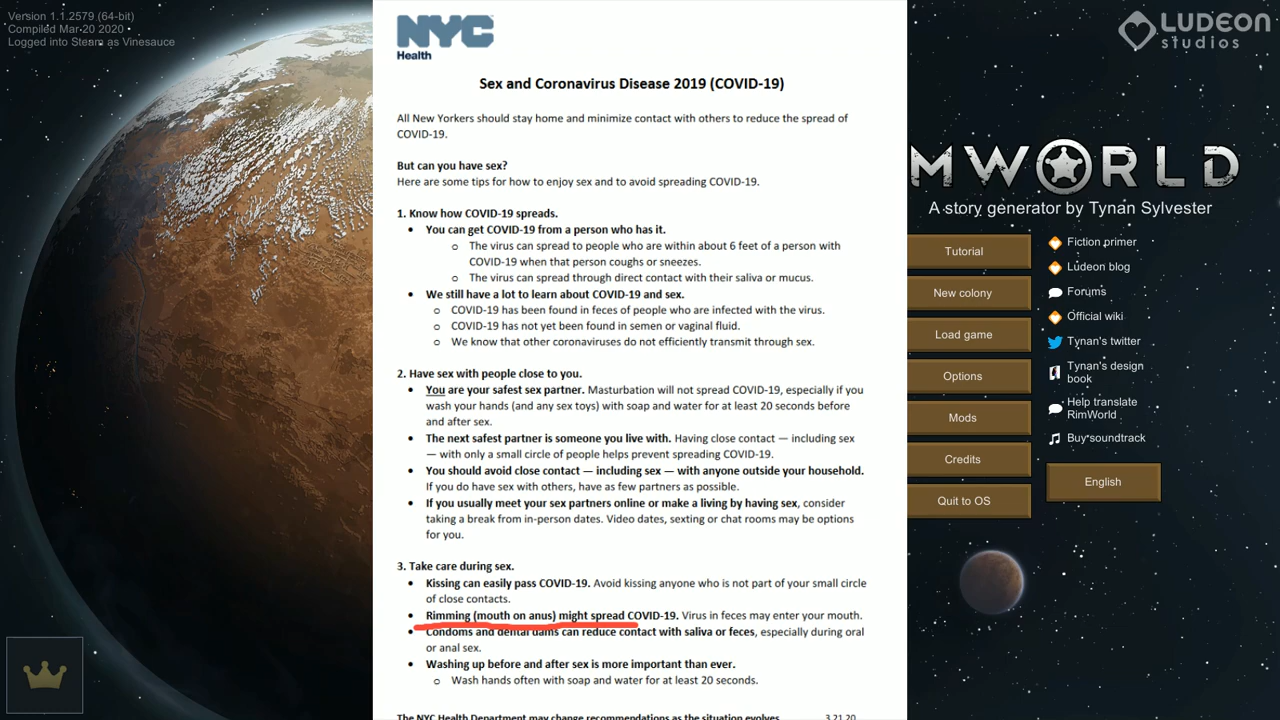 Version 1.1.2579 (64-bit)
Compiled Mar 20 2020
Logged into Steam as Vinesauce
NYC
Health
Sex and Coronavirus Disease 2019 (COVID-19)
All New Yorkers should stay home and minimize contact with others to reduce the spread of
COVID-19.
But can you have sex?
Here are some tips for how to enjoy sex and to avoid spreading COVID-19.
1. Know how COVID-19 spreads.
• You can get COVID-19 from a person who has it.
o The virus can spread to people who are within about 6 feet of a person with
COVID-19 when that person coughs or sneezes.
o The virus can spread through direct contact with their saliva or mucus.
• We still have a lot to learn about COVID-19 and sex.
o COVID-19 has been found in feces of people who are infected with the virus.
o COVID-19 has not yet been found in semen or vaginal fluid.
o We know that other coronaviruses do not efficiently transmit through sex.
2. Have sex with people close to you.
• You are your safest sex partner. Masturbation will not spread COVID-19, especially if you
wash your hands (and any sex toys) with soap and water for at least 20 seconds before
and after sex.
• The next safest partner is someone you live with. Having close contact — including sex
— with only a small circle of people helps prevent spreading COVID-19.
• You should avoid close contact — including sex — with anyone outside your household.
If you do have sex with others, have as few partners as possible.
• If you usually meet your sex partners online or make a living by having sex, consider
taking a break from in-person dates. Video dates, sexting or chat rooms may be options
for you.
3. Take care during sex.
• Kissing can easily pass COVID-19. Avoid kissing anyone who is not part of your small circle
of close contacts.
• Rimming (mouth on anus) might spread COVID-19. Virus in feces may enter your mouth.
• Condoms and dental dams can reduce contact with saliva or feces, especially during oral
or anal sex.
• Washing up before and after sex is more important than ever.
o Wash hands often with soap and water for at least 20 seconds.
The NYC Health Department may change recommendations as the situation evolves
3.21.20
LUDEON
studios
MWORLD
A story generator by Tynan Sylvester
Tutorial
New colony
Load game
Options
Mods
Credits
Quit to OS
Fiction primer
Ludeon blog
Forums
Official wiki
Tynan's twitter
Tynan's design
book
Help translate
RimWorld
Buy soundtrack
English